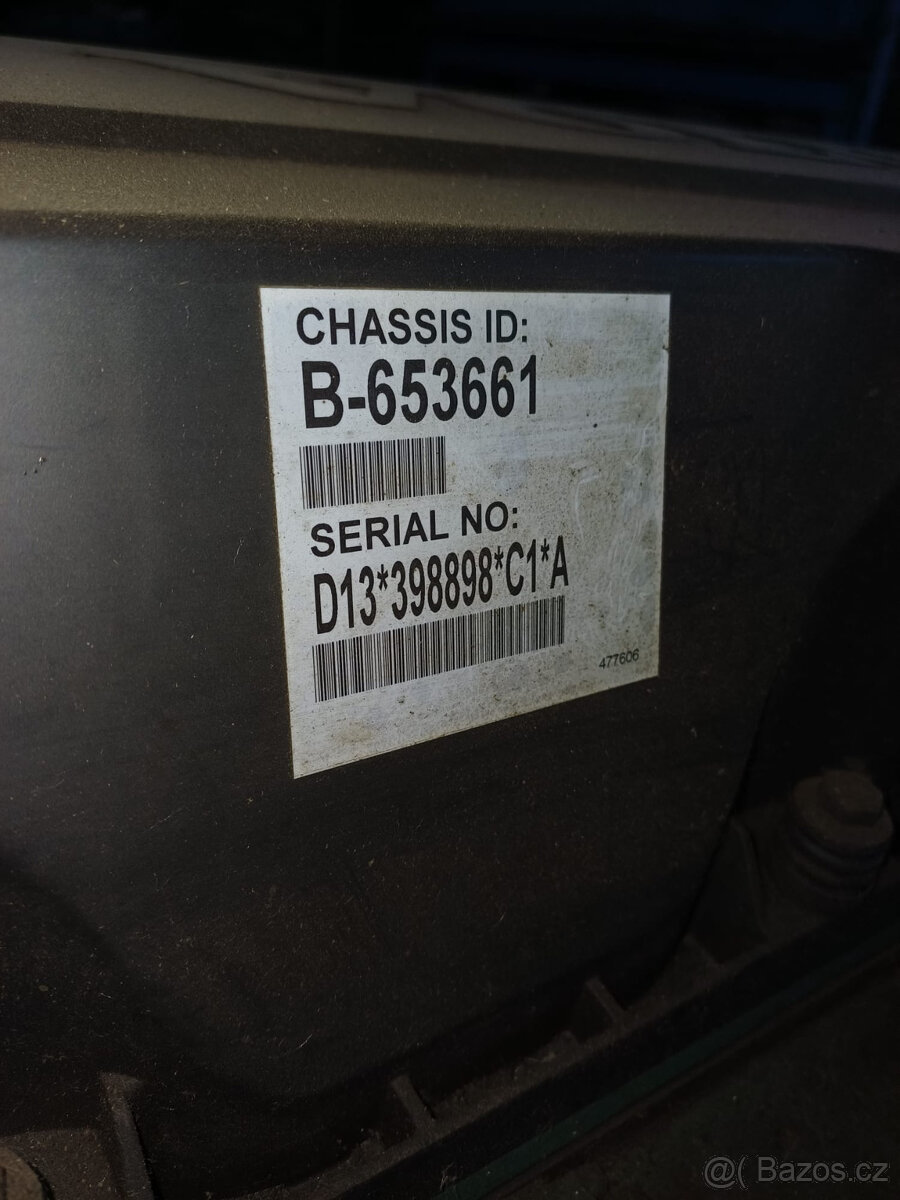 CHASSIS ID:
B-653661
SERIAL NO:
D13*398898*C1*A
477606
@( Bazos.cz